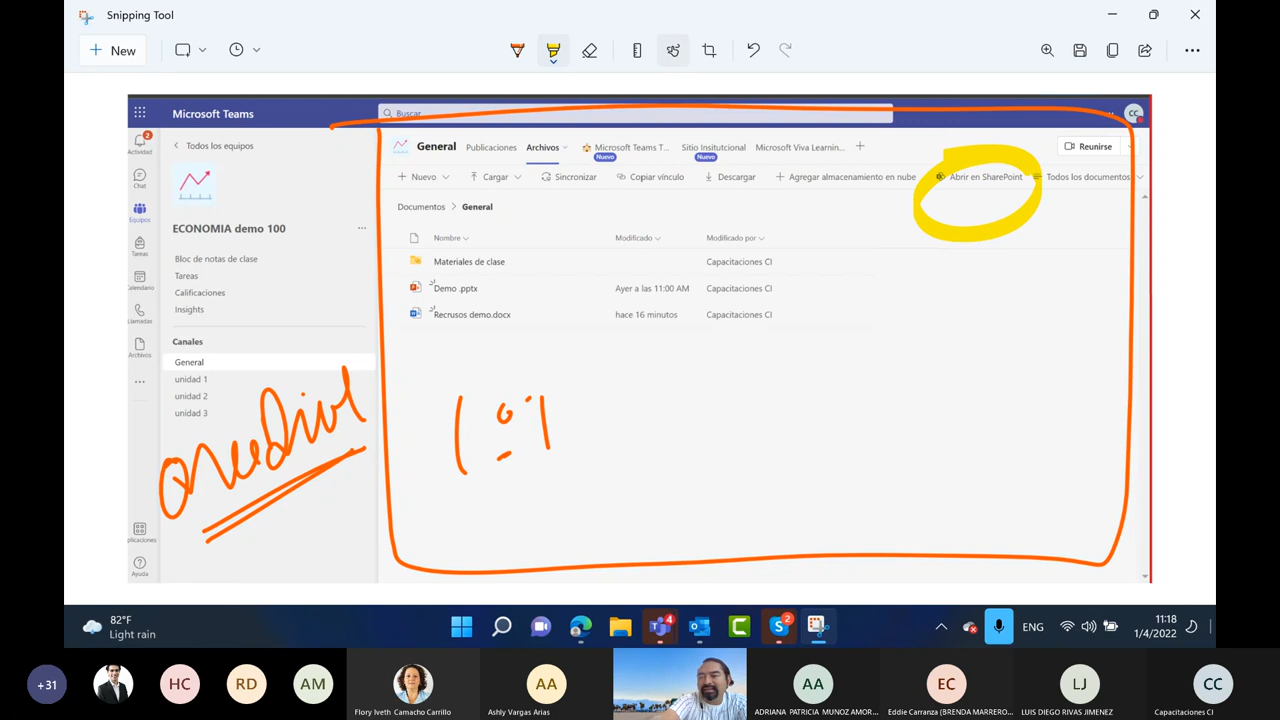 Snipping Tool
New
Microsoft Teams
Buscar
CC
2
Actividad
Chat
Equipos
Tareas
Calendario
Llamadas
Archivos
plicaciones
Ayuda
Todos los equipos
ECONOMIA demo 100
Bloc de notas de clase
Tareas
Calificaciones
Insights
Canales
General
unidad 1
unidad 2
unidad 3
General
Publicaciones
Archivos
Microsoft Teams T...
Nuevo
Sitio Insitutcional
Nuevo
Microsoft Viva Learnin...
Reunirse
Nuevo
Cargar
Sincronizar
Copiar vínculo
Descargar
Agregar almacenamiento en nube
Abrir en SharePoint
Todos los documentos
Documentos > General
Nombre Modificado Modificado por
Materiales de clase Capacitaciones CI
Demo .pptx Ayer a las 11:00 AM Capacitaciones CI
Recrusos demo.docx hace 16 minutos Capacitaciones CI
82°F
Light rain
4
2
ENG
11:18
1/4/2022
+31
HC
RD
AM
Flory Iveth Camacho Carrillo
AA
Ashly Vargas Arias
AA
ADRIANA PATRICIA MUNOZ AMOR...
EC
Eddie Carranza (BRENDA MARRERO...
LJ
LUIS DIEGO RIVAS JIMENEZ
CC
Capacitaciones CI